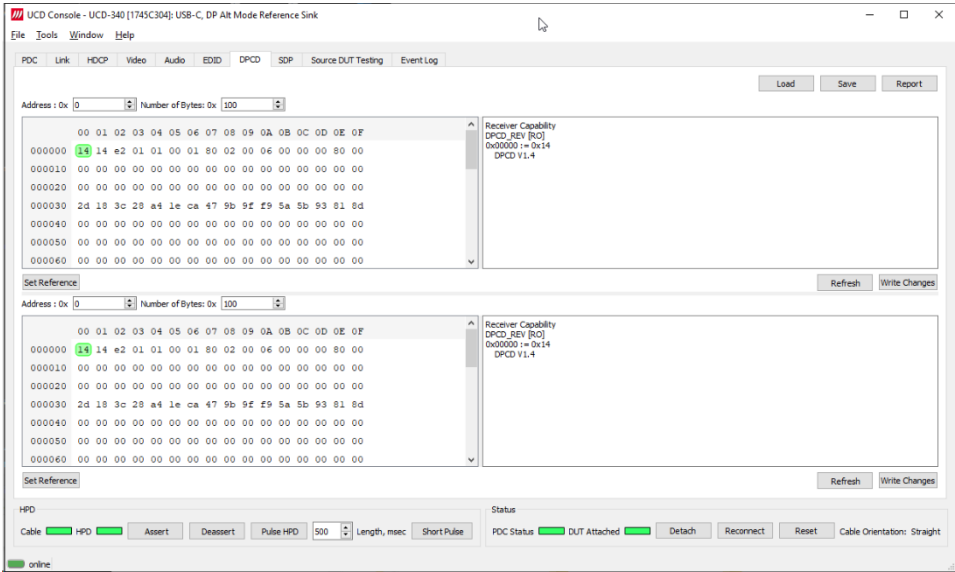 UCD Console - UCD-340 [1745C304]: USB-C, DP Alt Mode Reference Sink
File Tools Window Help
PDC Link HDCP Video Audio EDID DPCD SDP Source DUT Testing Event Log
Load Save Report
Address : 0x 0 Number of Bytes: 0x 100
00 01 02 03 04 05 06 07 08 09 0A 0B 0C 0D 0E 0F
000000 14 14 e2 01 01 00 01 80 02 00 06 00 00 00 80 00
000010 00 00 00 00 00 00 00 00 00 00 00 00 00 00 00 00
000020 00 00 00 00 00 00 00 00 00 00 00 00 00 00 00 00
000030 2d 18 3c 28 a4 1e ca 47 9b 9f f9 5a 5b 93 81 8d
000040 00 00 00 00 00 00 00 00 00 00 00 00 00 00 00 00
000050 00 00 00 00 00 00 00 00 00 00 00 00 00 00 00 00
000060 00 00 00 00 00 00 00 00 00 00 00 00 00 00 00 00
Receiver Capability
DPCD_REV [RO]
0x00000 := 0x14
DPCD V1.4
Set Reference Refresh Write Changes
Address : 0x 0 Number of Bytes: 0x 100
00 01 02 03 04 05 06 07 08 09 0A 0B 0C 0D 0E 0F
000000 14 14 e2 01 01 00 01 80 02 00 06 00 00 00 80 00
000010 00 00 00 00 00 00 00 00 00 00 00 00 00 00 00 00
000020 00 00 00 00 00 00 00 00 00 00 00 00 00 00 00 00
000030 2d 18 3c 28 a4 1e ca 47 9b 9f f9 5a 5b 93 81 8d
000040 00 00 00 00 00 00 00 00 00 00 00 00 00 00 00 00
000050 00 00 00 00 00 00 00 00 00 00 00 00 00 00 00 00
000060 00 00 00 00 00 00 00 00 00 00 00 00 00 00 00 00
Receiver Capability
DPCD_REV [RO]
0x00000 := 0x14
DPCD V1.4
Set Reference Refresh Write Changes
HPD Status
Cable HPD Assert Deassert Pulse HPD 500 Length, msec Short Pulse PDC Status DUT Attached Detach Reconnect Reset Cable Orientation: Straight
online